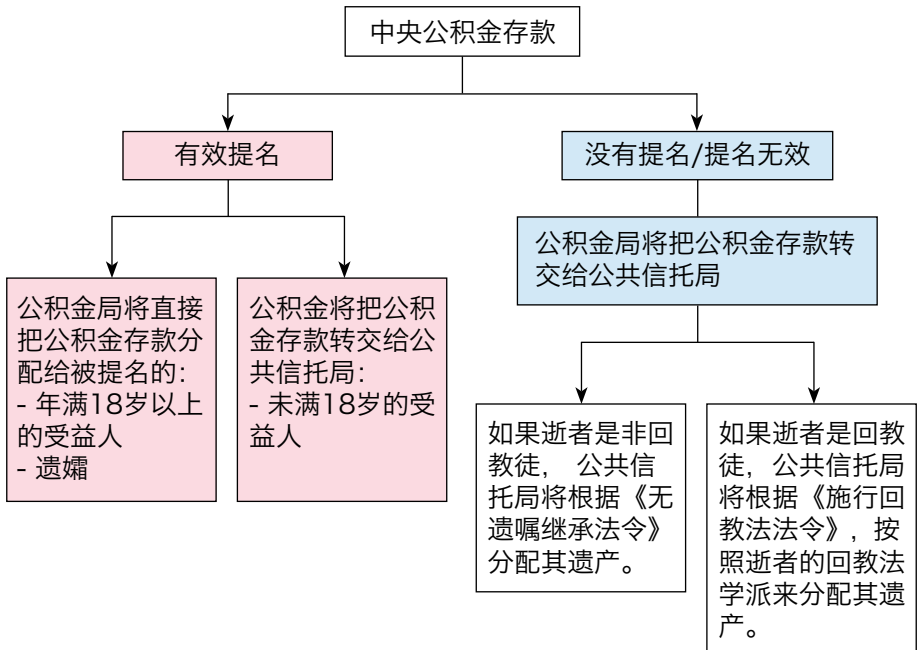 中央公积金存款
有效提名
没有提名/提名无效
公积金局将把公积金存款转
交给公共信托局
公积金局将直接
把公积金存款分
配给被提名的：
- 年满18岁以上
的受益人
- 遗孀
公积金将把公积
金存款转交给公
共信托局：
- 未满18岁的受
益人
如果逝者是非回
教徒， 公共信
托局将根据《无
遗嘱继承法令》
分配其遗产。
如果逝者是回教
徒，公共信托局
将根据《施行回
教法法令》，按
照逝者的回教法
学派来分配其遗
产。